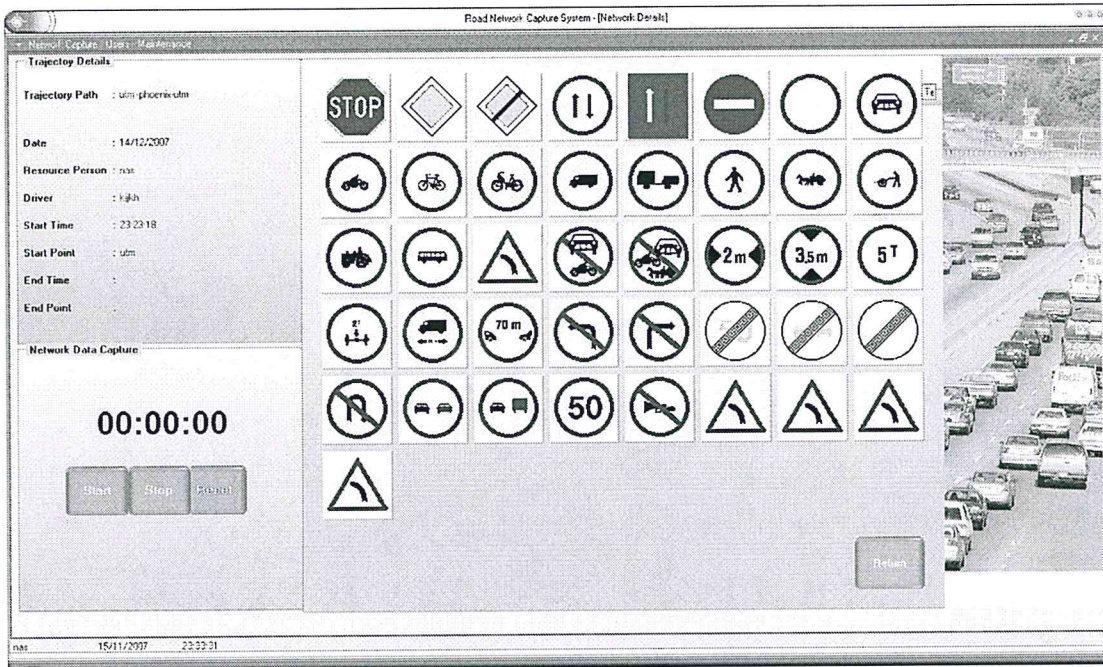 Road Network Capture System - [Network Details]
Network Capture Users Maintenance
Trajectoy Details
Trajectory Path : utm-phoenix-utm
Date : 14/12/2007
Resource Person : nas
Driver : kjkh
Start Time : 23:23:18
Start Point : utm
End Time :
End Point
STOP
2m
3,5m
5T
2T
70 m
50
Network Data Capture
00:00:00
Start Stop Reset
Return
nas 15/11/2007 23:33:31